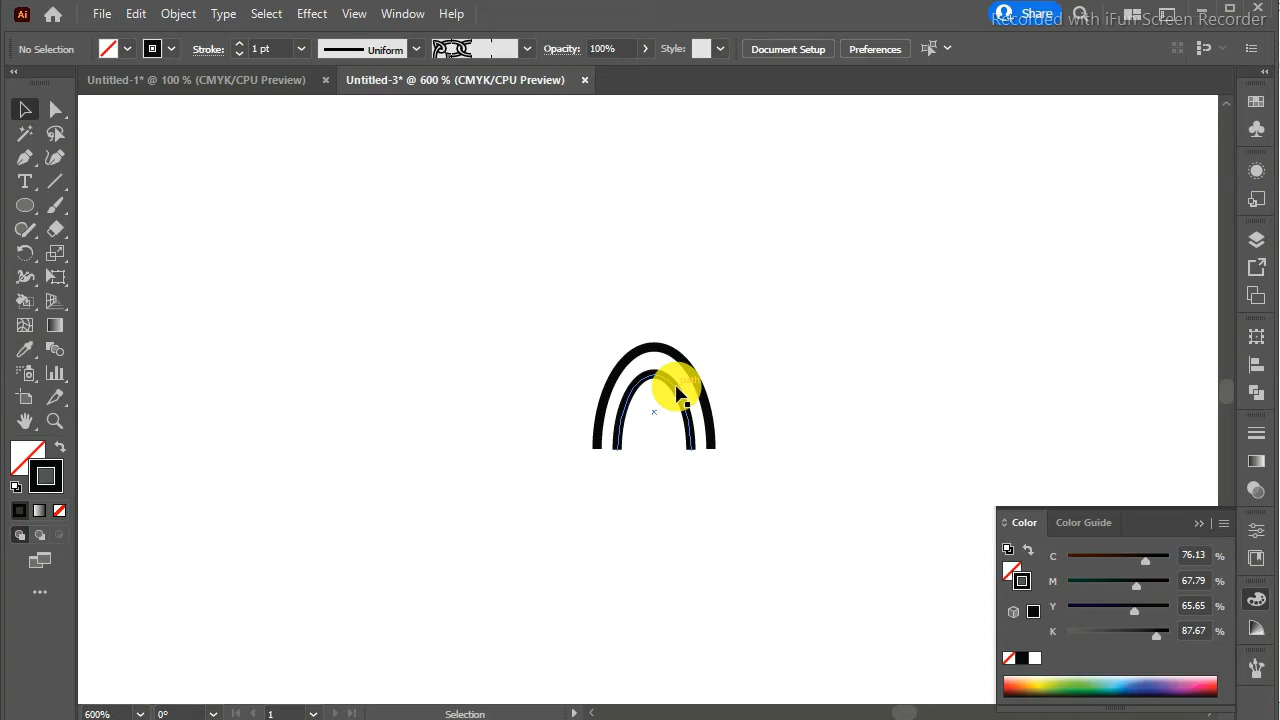 Ai File Edit Object Type Select Effect View Window Help Share
Recorded with iFun Screen Recorder
No Selection Stroke: 1 pt Uniform Opacity: 100% Style: Document Setup Preferences
Untitled-1* @ 100 % (CMYK/CPU Preview) × Untitled-3* @ 600 % (CMYK/CPU Preview) ×
Color Color Guide
C 76.13 %
M 67.79 %
Y 65.65 %
K 87.67 %
600% 0° 1 Selection